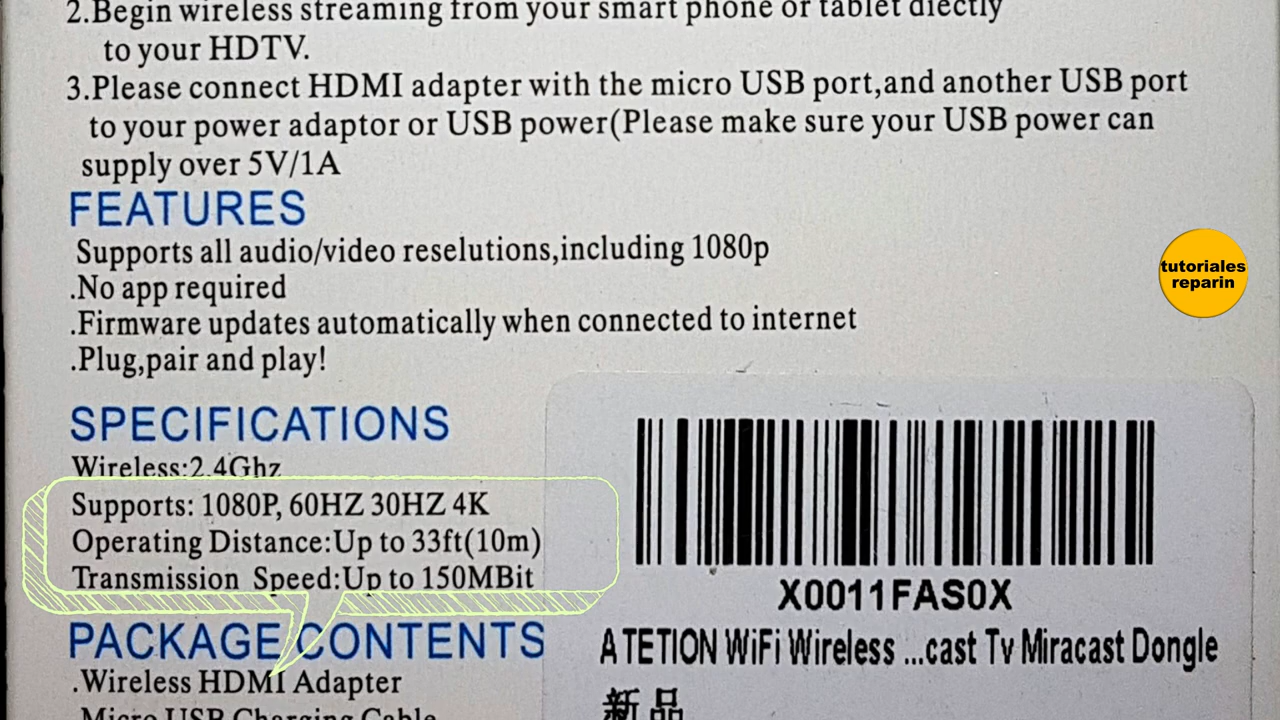 2.Begin wireless streaming from your smart phone or tablet diectly
to your HDTV.
3.Please connect HDMI adapter with the micro USB port,and another USB port
to your power adaptor or USB power(Please make sure your USB power can
supply over 5V/1A
FEATURES
Supports all audio/video reselutions,including 1080p
.No app required
.Firmware updates automatically when connected to internet
.Plug,pair and play!
tutoriales
reparin
SPECIFICATIONS
Wireless:2.4Ghz
Supports: 1080P, 60HZ 30HZ 4K
Operating Distance:Up to 33ft(10m)
Transmission Speed:Up to 150MBit
PACKAGE CONTENTS
.Wireless HDMI Adapter
.Micro USB Charging Cable
X0011FAS0X
ATETION WiFi Wireless ...cast Tv Miracast Dongle
新品